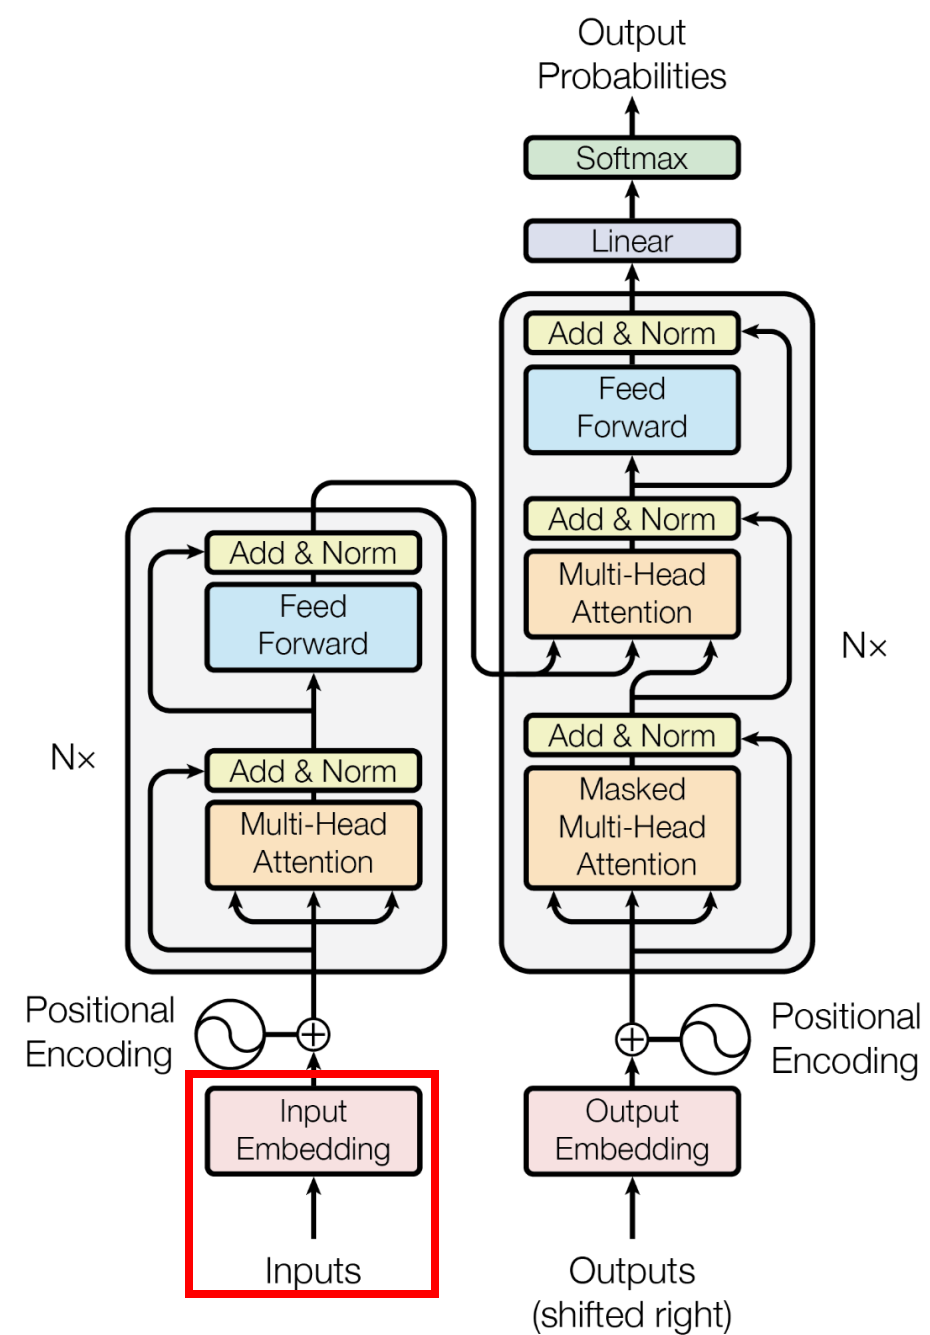 Output
Probabilities
Softmax
Linear
Add & Norm
Feed
Forward
Add & Norm
Multi-Head
Attention
Add & Norm
Masked
Multi-Head
Attention
N×
Add & Norm
Feed
Forward
N×
Add & Norm
Multi-Head
Attention
Positional
Encoding
Positional
Encoding
Input
Embedding
Output
Embedding
Inputs
Outputs
(shifted right)